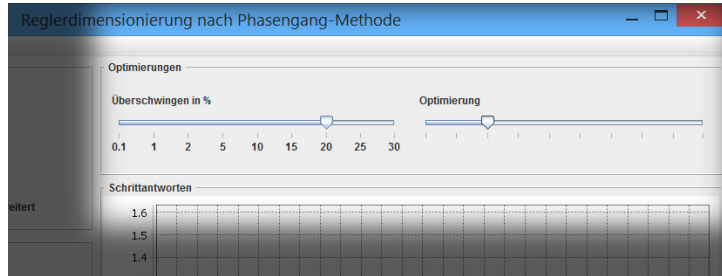 Reglerdimensionierung nach Phasengang-Methode
Optimierungen
Überschwingen in %
Optimierung
0.1 1 2 5 10 15 20 25 30
Schrittantworten
eitert
1.6
1.5
1.4